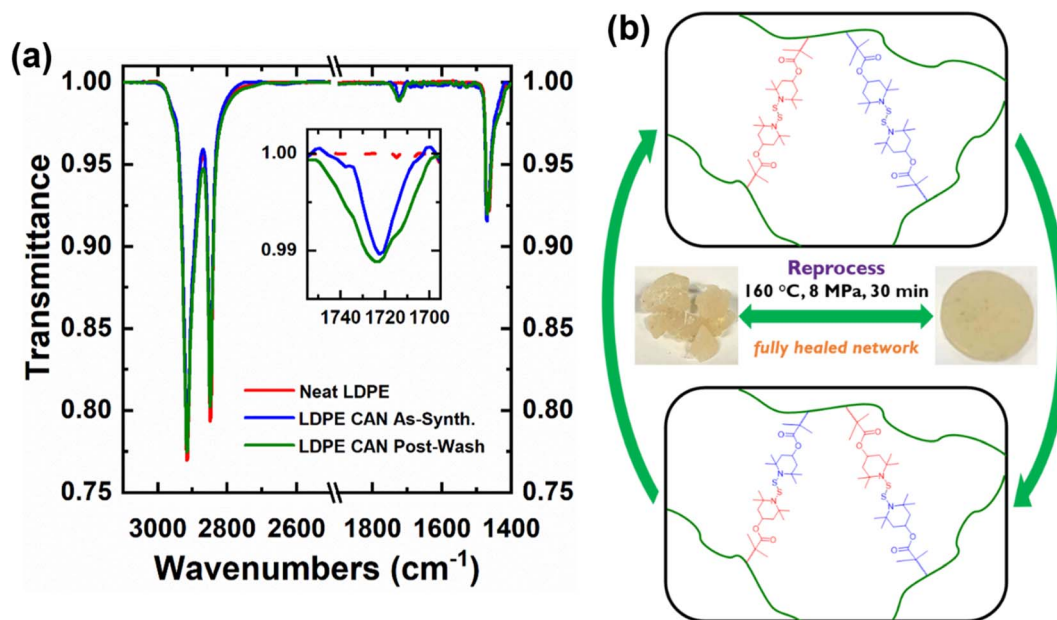 (a)
1.00
0.95
0.90
0.85
0.80
0.75
Transmittance
1.00
0.99
1740 1720 1700
Neat LDPE
LDPE CAN As-Synth.
LDPE CAN Post-Wash
1.00
0.95
0.90
0.85
0.80
0.75
3000 2800 2600 1800 1600 1400
Wavenumbers (cm⁻¹)
(b)
O
O
N
S
S
N
O
O
O
O
N
S
S
N
O
O
Reprocess
160 °C, 8 MPa, 30 min
fully healed network
O
O
N
S
S
N
O
O
O
O
N
S
S
N
O
O